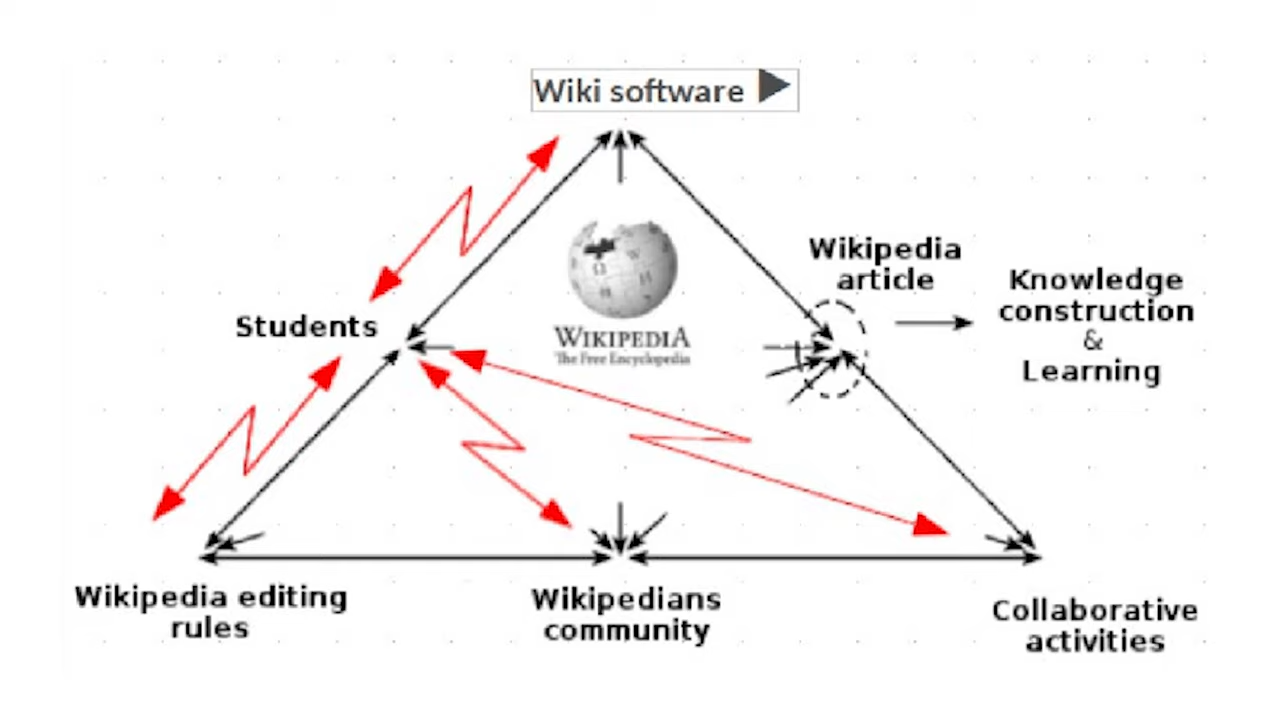 Wiki software
Wikipedia
article
Knowledge
construction
&
Learning
Students
WIKIPEDIA
The Free Encyclopedia
Wikipedia editing
rules
Wikipedians
community
Collaborative
activities